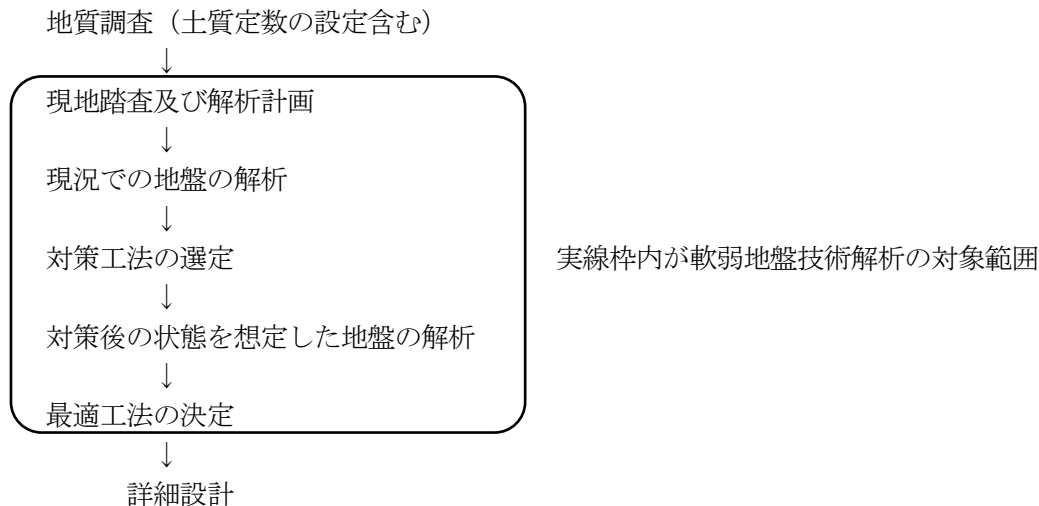 地質調査（土質定数の設定含む）
↓
現地踏査及び解析計画
↓
現況での地盤の解析
↓
対策工法の選定
実線枠内が軟弱地盤技術解析の対象範囲
↓
対策後の状態を想定した地盤の解析
↓
最適工法の決定
↓
詳細設計